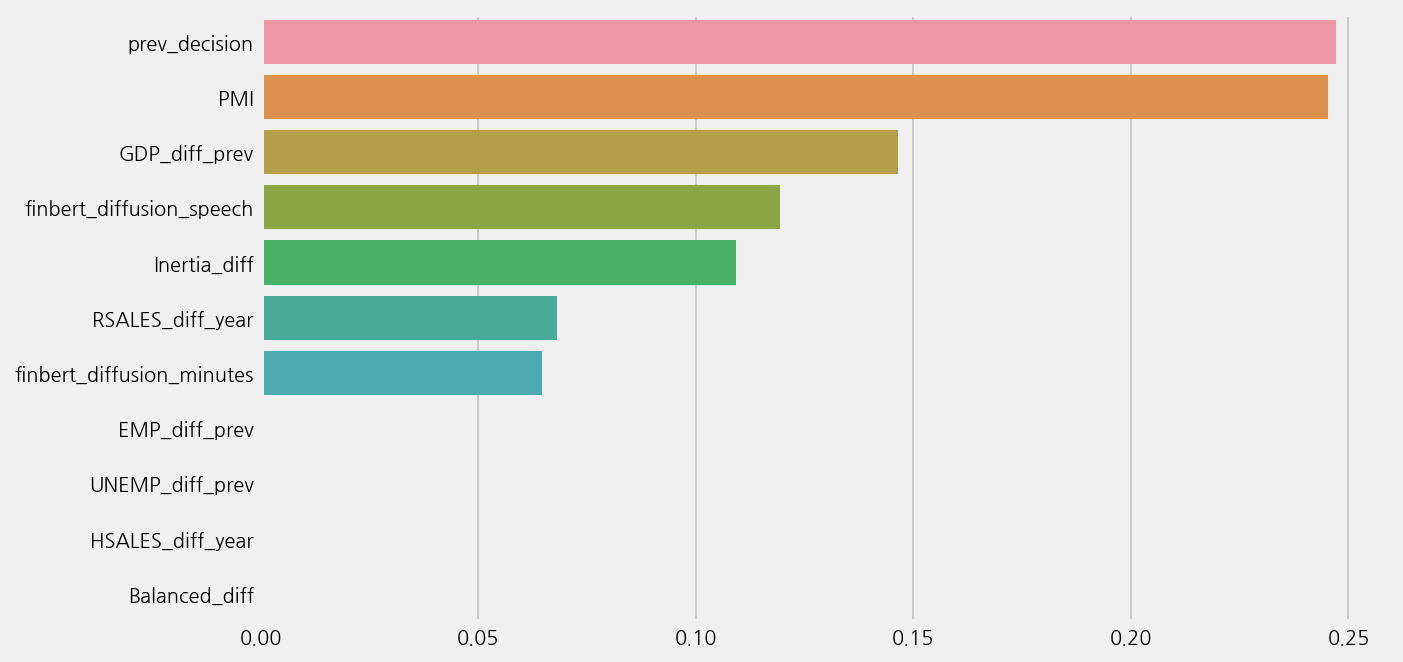 prev_decision
PMI
GDP_diff_prev
finbert_diffusion_speech
Inertia_diff
RSALES_diff_year
finbert_diffusion_minutes
EMP_diff_prev
UNEMP_diff_prev
HSALES_diff_year
Balanced_diff
0.00 0.05 0.10 0.15 0.20 0.25